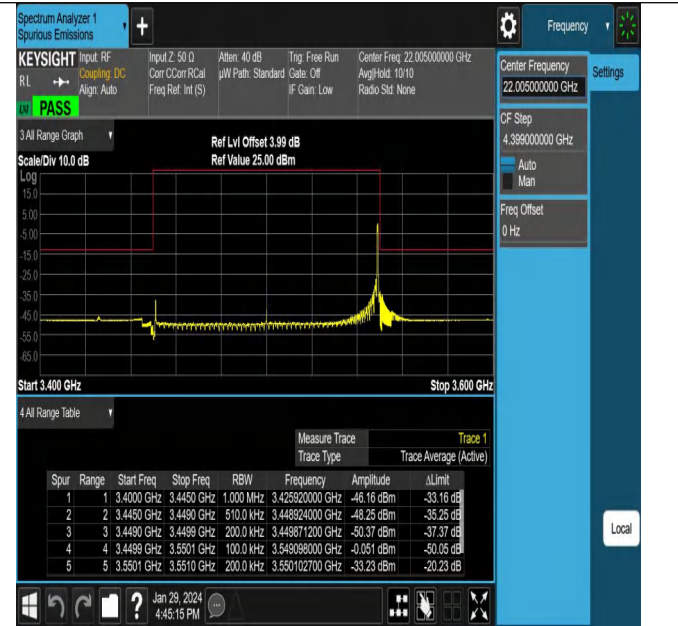 Spectrum Analyzer 1
Spurious Emissions
+
Frequency
KEYSIGHT Input: RF Input Z: 50 Ω Atten: 40 dB Trig: Free Run Center Freq: 22.005000000 GHz
RL Coupling: DC Corr CCorr RCal µW Path: Standard Gate: Off Avg|Hold: 10/10
Align: Auto Freq Ref: Int (S) IF Gain: Low Radio Std: None
PASS
Center Frequency
22.005000000 GHz
Settings
CF Step
4.399000000 GHz
Auto
Man
Freq Offset
0 Hz
3 All Range Graph
Ref Lvl Offset 3.99 dB
Scale/Div 10.0 dB Ref Value 25.00 dBm
Log
15.0
5.00
-5.00
-15.0
-25.0
-35.0
-45.0
-55.0
-65.0
Start 3.400 GHz Stop 3.600 GHz
4 All Range Table
Measure Trace Trace 1
Trace Type Trace Average (Active)
Spur Range Start Freq Stop Freq RBW Frequency Amplitude ΔLimit
1 1 3.4000 GHz 3.4450 GHz 1.000 MHz 3.425920000 GHz -46.16 dBm -33.16 dB
2 2 3.4450 GHz 3.4490 GHz 510.0 kHz 3.448924000 GHz -48.25 dBm -35.25 dB
3 3 3.4490 GHz 3.4499 GHz 200.0 kHz 3.449871200 GHz -50.37 dBm -37.37 dB
4 4 3.4499 GHz 3.5501 GHz 100.0 kHz 3.549098000 GHz -0.051 dBm -50.05 dB
5 5 3.5501 GHz 3.5510 GHz 200.0 kHz 3.550102700 GHz -33.23 dBm -20.23 dB
Local
?
Jan 29, 2024
4:45:15 PM